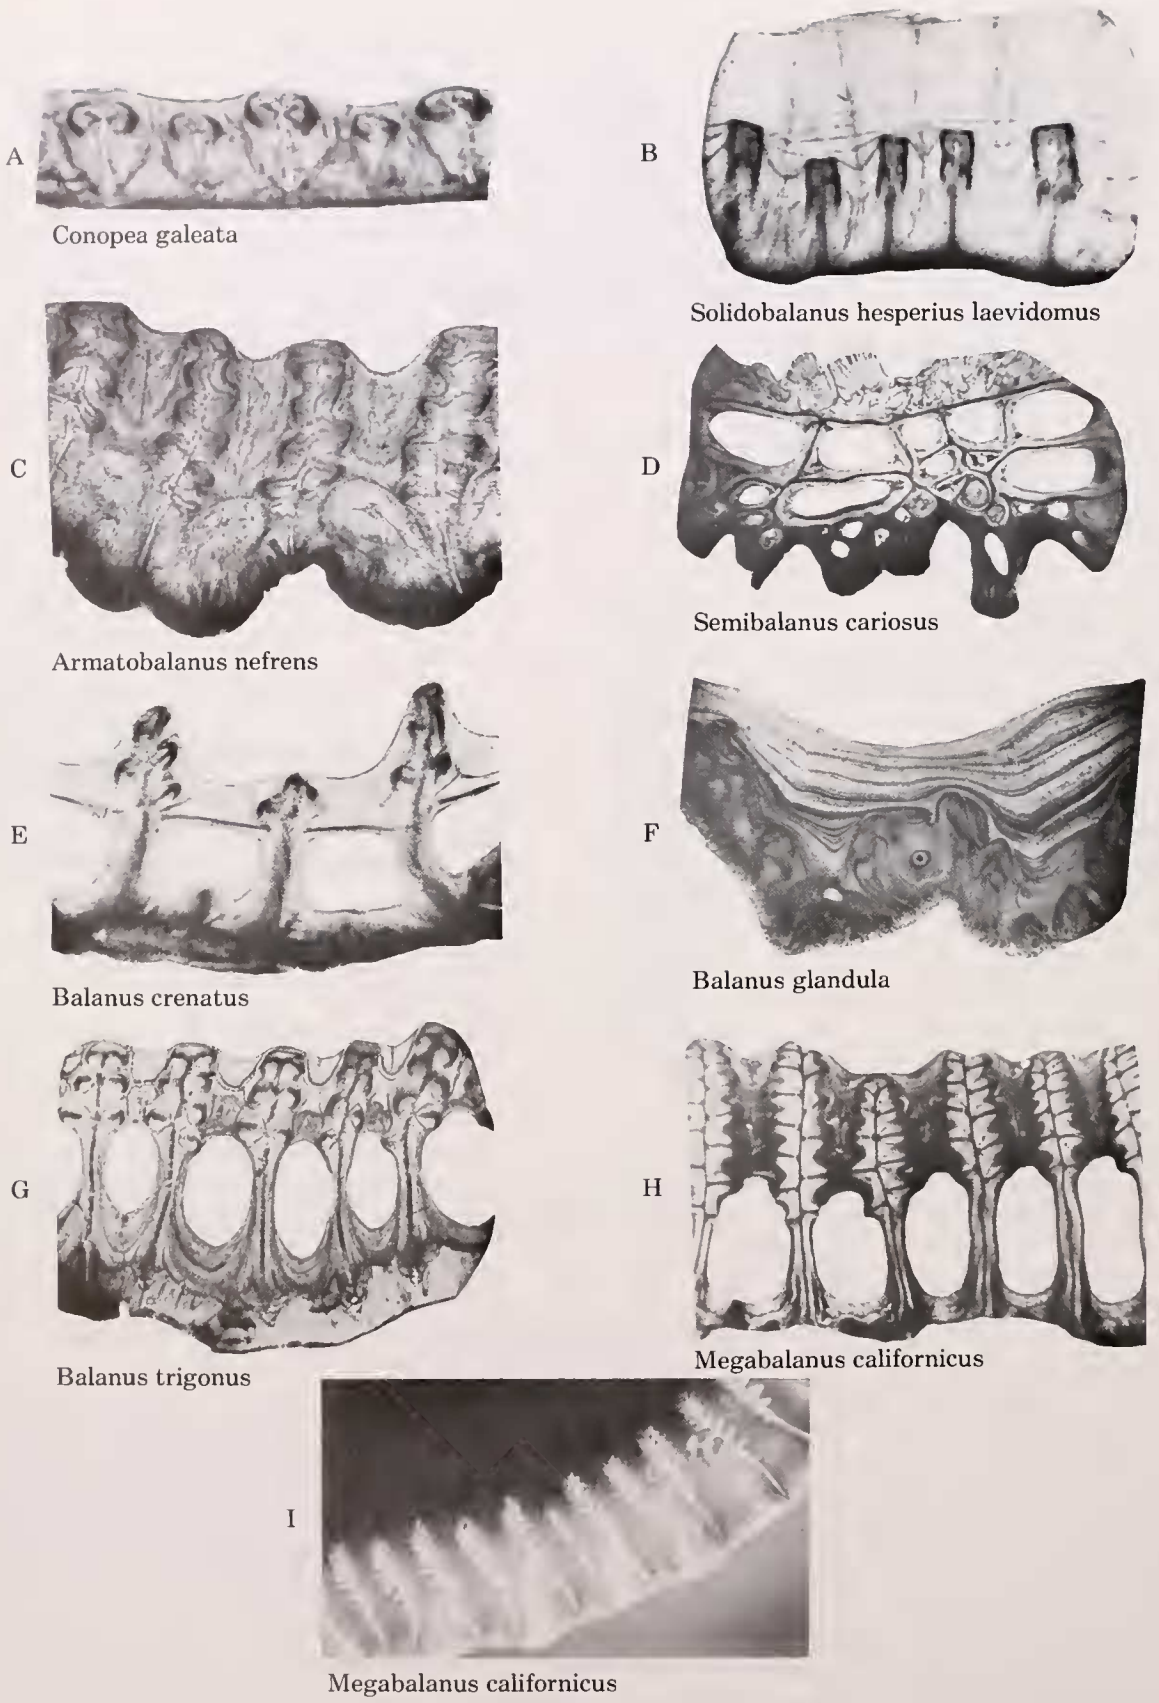 A
Conopea galeata
B
Solidobalanus hesperius laevidomus
C
Armatobalanus nefrens
D
Semibalanus cariosus
E
Balanus crenatus
F
Balanus glandula
G
Balanus trigonus
H
Megabalanus californicus
I
Megabalanus californicus